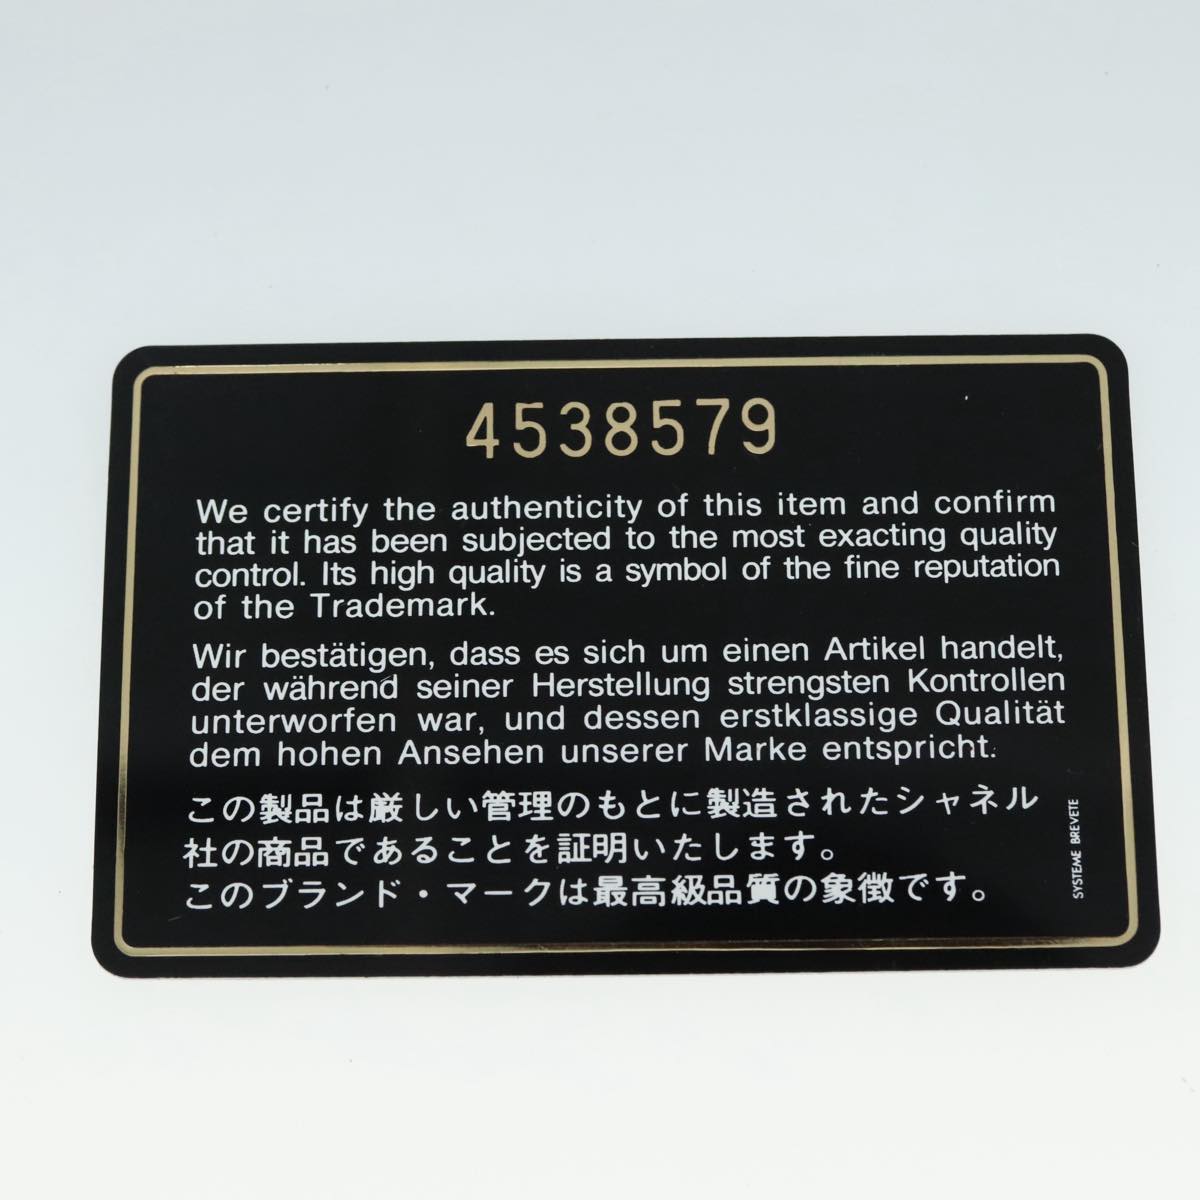 4538579
We certify the authenticity of this item and confirm
that it has been subjected to the most exacting quality
control. Its high quality is a symbol of the fine reputation
of the Trademark.
Wir bestätigen, dass es sich um einen Artikel handelt,
der während seiner Herstellung strengsten Kontrollen
unterworfen war, und dessen erstklassige Qualität
dem hohen Ansehen unserer Marke entspricht.
この製品は厳しい管理のもとに製造されたシャネル
社の商品であることを証明いたします。
このブランド・マークは最高級品質の象徴です。
SYSTEME BREVETE